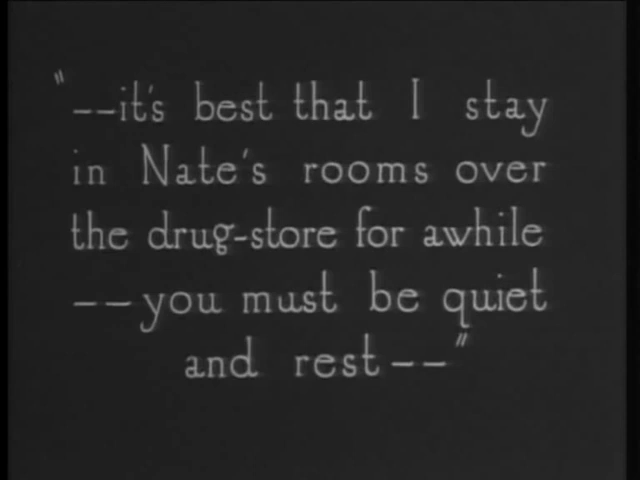 "--it's best that I stay
in Nate's rooms over
the drug-store for awhile
--you must be quiet
and rest--"